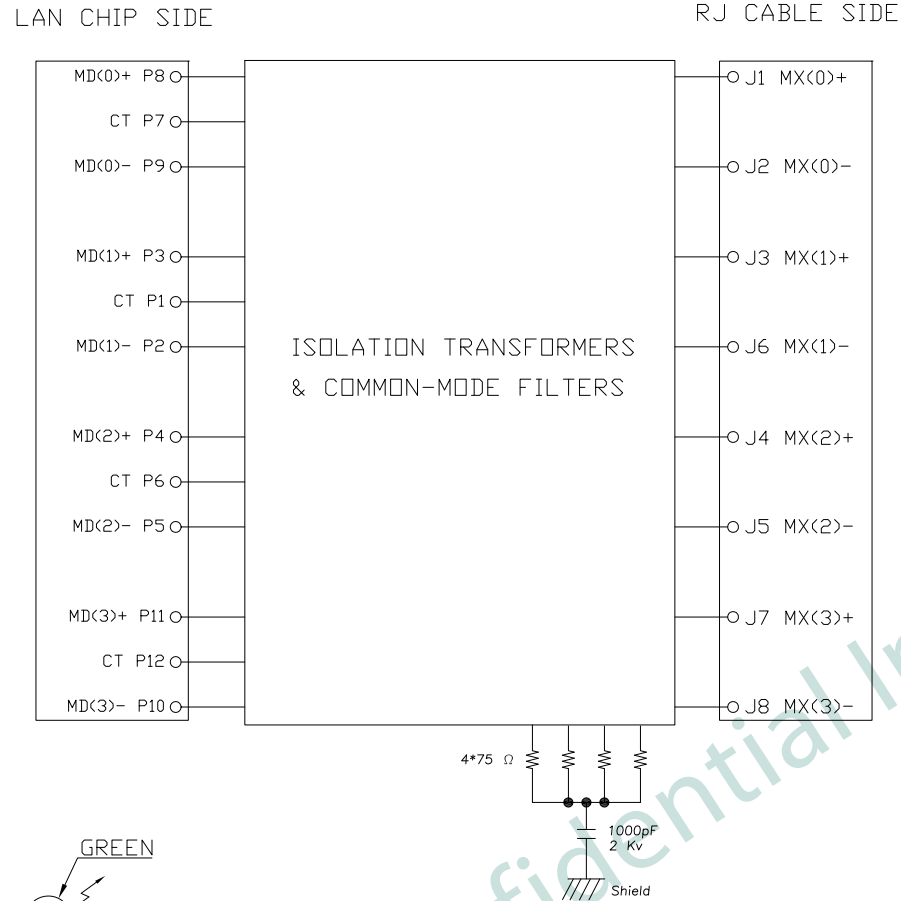 LAN CHIP SIDE
RJ CABLE SIDE
MD(0)+ P8
CT P7
MD(0)- P9
MD(1)+ P3
CT P1
MD(1)- P2
MD(2)+ P4
CT P6
MD(2)- P5
MD(3)+ P11
CT P12
MD(3)- P10
ISOLATION TRANSFORMERS
& COMMON-MODE FILTERS
J1 MX(0)+
J2 MX(0)-
J3 MX(1)+
J6 MX(1)-
J4 MX(2)+
J5 MX(2)-
J7 MX(3)+
J8 MX(3)-
4*75 Ω
1000pF
2 Kv
Shield
GREEN
fidential In